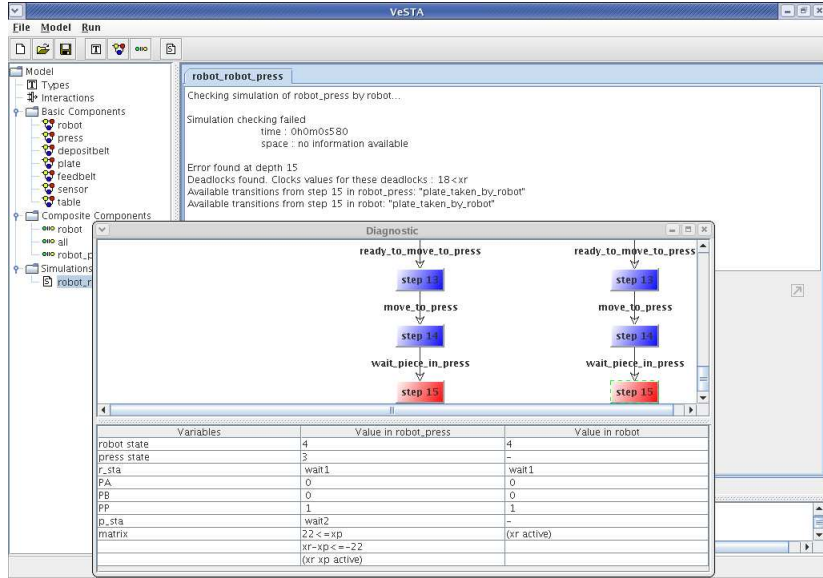 VeSTA
File Model Run
Model
Types
Interactions
Basic Components
robot
press
depositbelt
plate
feedbelt
sensor
table
Composite Components
robot
all
robot_p
Simulations
robot_r
robot_robot_press
Checking simulation of robot_press by robot...
Simulation checking failed
time : 0h0m0s580
space : no information available
Error found at depth 15
Deadlocks found. Clocks values for these deadlocks : 18<xr
Available transitions from step 15 in robot_press: "plate_taken_by_robot"
Available transitions from step 15 in robot: "plate_taken_by_robot"
Diagnostic
ready_to_move_to_press ready_to_move_to_press
step 13 step 13
move_to_press move_to_press
step 14 step 14
wait_piece_in_press wait_piece_in_press
step 15 step 15
Variables Value in robot_press Value in robot
robot state 4 4
press state 3 -
r_sta wait1 wait1
PA 0 0
PB 0 0
PP 1 1
p_sta wait2 -
matrix 22<=xp (xr active)
xr-xp<=-22
(xr xp active)